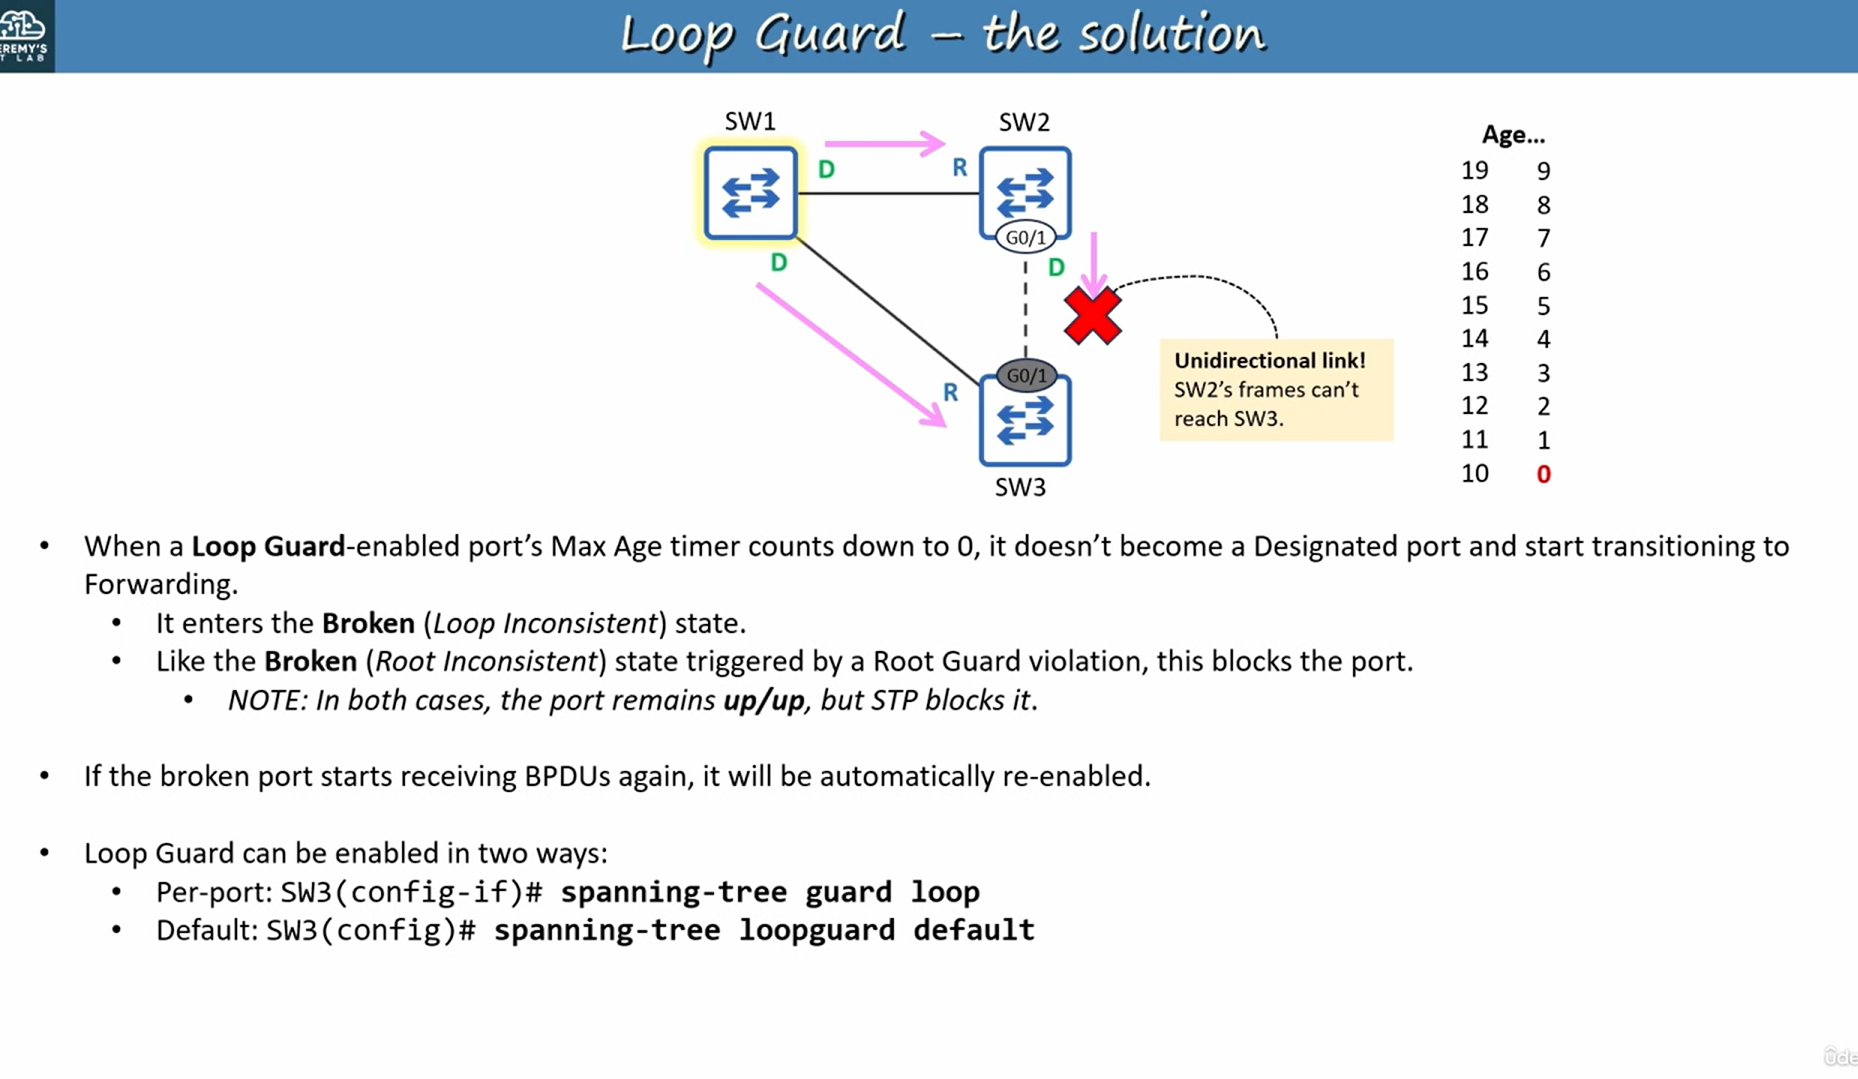 Loop Guard – the solution
EREMY'S
T LAB
SW1
SW2
D
R
G0/1
D
D
R
G0/1
SW3
Unidirectional link!
SW2's frames can't
reach SW3.
Age...
19 9
18 8
17 7
16 6
15 5
14 4
13 3
12 2
11 1
10 0
• When a Loop Guard-enabled port's Max Age timer counts down to 0, it doesn't become a Designated port and start transitioning to
Forwarding.
• It enters the Broken (Loop Inconsistent) state.
• Like the Broken (Root Inconsistent) state triggered by a Root Guard violation, this blocks the port.
• NOTE: In both cases, the port remains up/up, but STP blocks it.
• If the broken port starts receiving BPDUs again, it will be automatically re-enabled.
• Loop Guard can be enabled in two ways:
• Per-port: SW3(config-if)# spanning-tree guard loop
• Default: SW3(config)# spanning-tree loopguard default
ûde